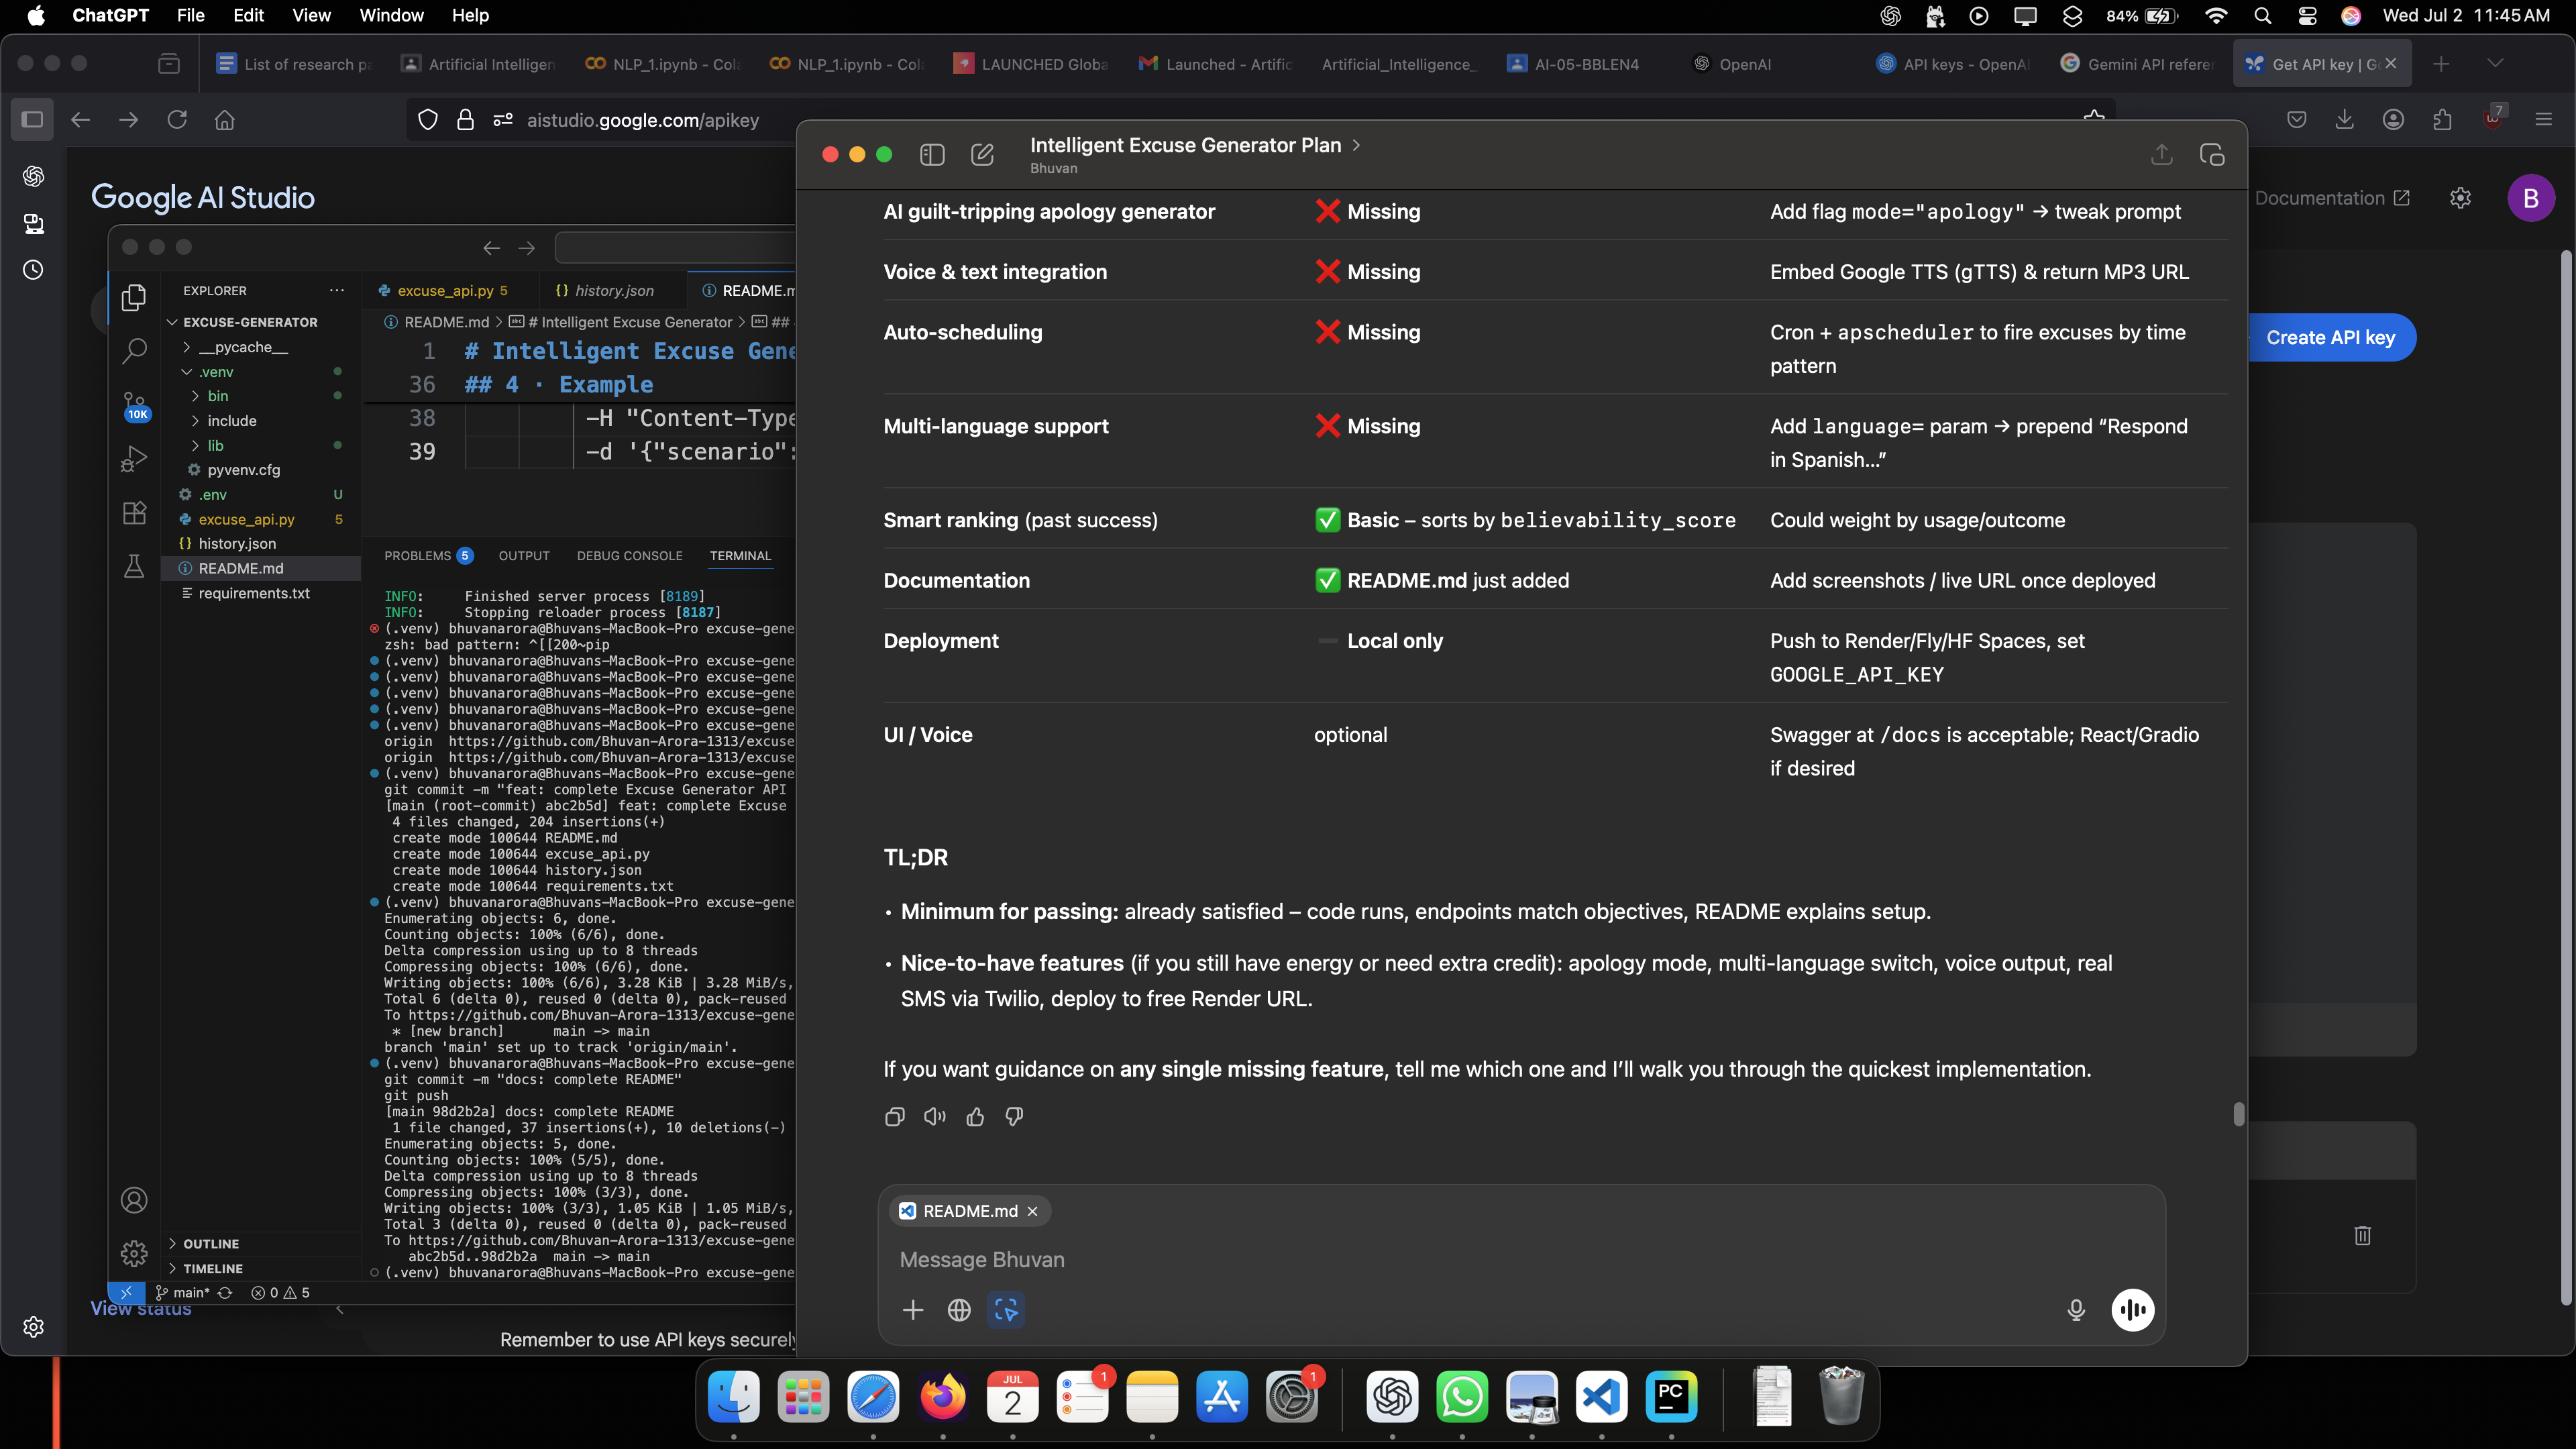 ChatGPT File Edit View Window Help
84% Wed Jul 2 11:45AM
List of research pa
Artificial Intelligen
NLP_1.ipynb - Col
NLP_1.ipynb - Col
LAUNCHED Globa
Launched - Artific
Artificial_Intelligence_
AI-05-BBLEN4
OpenAI
API keys - OpenAI
Gemini API referen
Get API key | G
aistudio.google.com/apikey
7
Google AI Studio
Documentation
B
Create API key
EXPLORER
EXCUSE-GENERATOR
__pycache__
.venv
bin
include
lib
pyvenv.cfg
.env U
excuse_api.py 5
history.json
README.md
requirements.txt
10K
OUTLINE
TIMELINE
main* 0 5
excuse_api.py 5
history.json
README.m
README.md > # Intelligent Excuse Generator > ##
1 # Intelligent Excuse Gene
36 ## 4 · Example
38 -H "Content-Type
39 -d '{"scenario":
PROBLEMS 5 OUTPUT DEBUG CONSOLE TERMINAL
INFO: Finished server process [8189]
INFO: Stopping reloader process [8187]
(.venv) bhuvanarora@Bhuvans-MacBook-Pro excuse-gene
zsh: bad pattern: ^[[200~pip
(.venv) bhuvanarora@Bhuvans-MacBook-Pro excuse-gene
(.venv) bhuvanarora@Bhuvans-MacBook-Pro excuse-gene
(.venv) bhuvanarora@Bhuvans-MacBook-Pro excuse-gene
(.venv) bhuvanarora@Bhuvans-MacBook-Pro excuse-gene
(.venv) bhuvanarora@Bhuvans-MacBook-Pro excuse-gene
origin https://github.com/Bhuvan-Arora-1313/excuse
origin https://github.com/Bhuvan-Arora-1313/excuse
(.venv) bhuvanarora@Bhuvans-MacBook-Pro excuse-gene
git commit -m "feat: complete Excuse Generator API
[main (root-commit) abc2b5d] feat: complete Excuse
4 files changed, 204 insertions(+)
create mode 100644 README.md
create mode 100644 excuse_api.py
create mode 100644 history.json
create mode 100644 requirements.txt
(.venv) bhuvanarora@Bhuvans-MacBook-Pro excuse-gene
Enumerating objects: 6, done.
Counting objects: 100% (6/6), done.
Delta compression using up to 8 threads
Compressing objects: 100% (6/6), done.
Writing objects: 100% (6/6), 3.28 KiB | 3.28 MiB/s,
Total 6 (delta 0), reused 0 (delta 0), pack-reused
To https://github.com/Bhuvan-Arora-1313/excuse-gene
* [new branch] main -> main
branch 'main' set up to track 'origin/main'.
(.venv) bhuvanarora@Bhuvans-MacBook-Pro excuse-gene
git commit -m "docs: complete README"
git push
[main 98d2b2a] docs: complete README
1 file changed, 37 insertions(+), 10 deletions(-)
Enumerating objects: 5, done.
Counting objects: 100% (5/5), done.
Delta compression using up to 8 threads
Compressing objects: 100% (3/3), done.
Writing objects: 100% (3/3), 1.05 KiB | 1.05 MiB/s,
Total 3 (delta 0), reused 0 (delta 0), pack-reused
To https://github.com/Bhuvan-Arora-1313/excuse-gene
abc2b5d..98d2b2a main -> main
(.venv) bhuvanarora@Bhuvans-MacBook-Pro excuse-gene
View status
Remember to use API keys securely
Intelligent Excuse Generator Plan >
Bhuvan
AI guilt-tripping apology generator ❌ Missing Add flag mode="apology" → tweak prompt
Voice & text integration ❌ Missing Embed Google TTS (gTTS) & return MP3 URL
Auto-scheduling ❌ Missing Cron + apscheduler to fire excuses by time
pattern
Multi-language support ❌ Missing Add language= param → prepend “Respond
in Spanish…”
Smart ranking (past success) ✅ Basic – sorts by believability_score Could weight by usage/outcome
Documentation ✅ README.md just added Add screenshots / live URL once deployed
Deployment ➖ Local only Push to Render/Fly/HF Spaces, set
GOOGLE_API_KEY
UI / Voice optional Swagger at /docs is acceptable; React/Gradio
if desired
TL;DR
• Minimum for passing: already satisfied – code runs, endpoints match objectives, README explains setup.
• Nice-to-have features (if you still have energy or need extra credit): apology mode, multi-language switch, voice output, real
SMS via Twilio, deploy to free Render URL.
If you want guidance on any single missing feature, tell me which one and I’ll walk you through the quickest implementation.
README.md
Message Bhuvan
JUL
2
1
1
PC